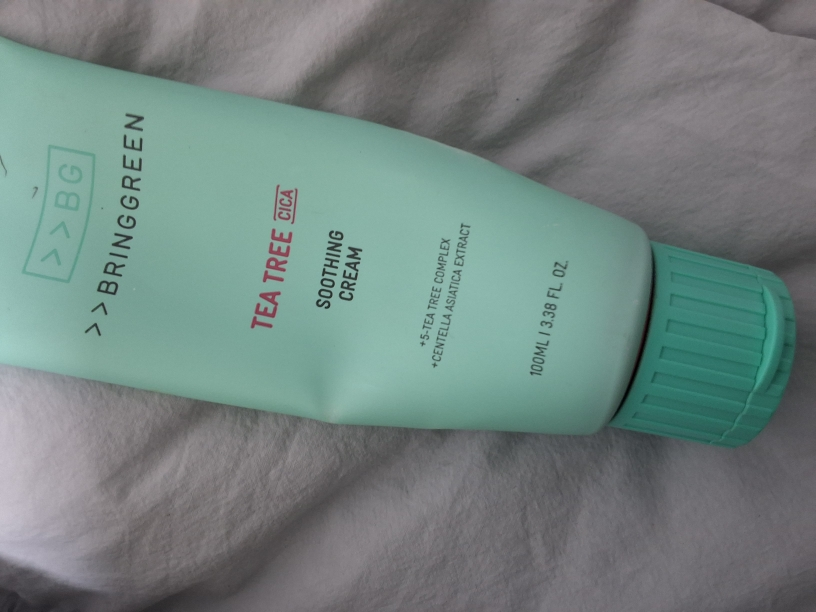 >>BG
>>BRINGGREEN
TEA TREE CICA
SOOTHING
CREAM
+5-TEA TREE COMPLEX
+CENTELLA ASIATICA EXTRACT
100ML I 3.38 FL. OZ.